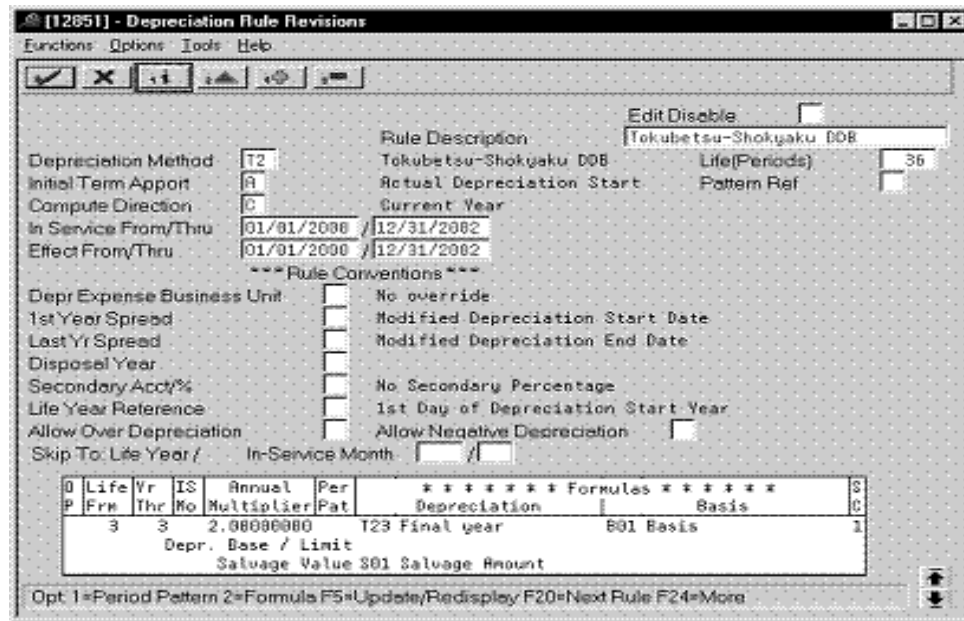 [12851] - Depreciation Rule Revisions
Functions Options Tools Help
Edit Disable
Rule Description Tokubetsu-Shokyaku DDB
Depreciation Method T2 Tokubetsu-Shokyaku DDB Life(Periods) 36
Initial Term Apport A Actual Depreciation Start Pattern Ref
Compute Direction C Current Year
In Service From/Thru 01/01/2000 / 12/31/2002
Effect From/Thru 01/01/2000 / 12/31/2002
***Rule Conventions***
Depr Expense Business Unit No override
1st Year Spread Modified Depreciation Start Date
Last Yr Spread Modified Depreciation End Date
Disposal Year
Secondary Acct/% No Secondary Percentage
Life Year Reference 1st Day of Depreciation Start Year
Allow Over Depreciation Allow Negative Depreciation
Skip To: Life Year / In-Service Month /
O Life Yr IS Annual Per * * * * * * * Formulas * * * * * * S
P Frm Thr Mo Multiplier Pat Depreciation Basis C
3 3 2.00000000 T23 Final year B01 Basis 1
Depr. Base / Limit
Salvage Value S01 Salvage Amount
Opt: 1=Period Pattern 2=Formula F5=Update/Redisplay F20=Next Rule F24=More